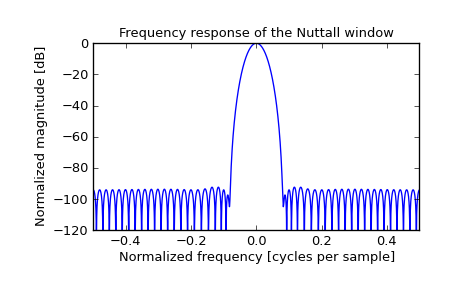 Frequency response of the Nuttall window
Normalized magnitude [dB]
0
−20
−40
−60
−80
−100
−120
−0.4 −0.2 0.0 0.2 0.4
Normalized frequency [cycles per sample]